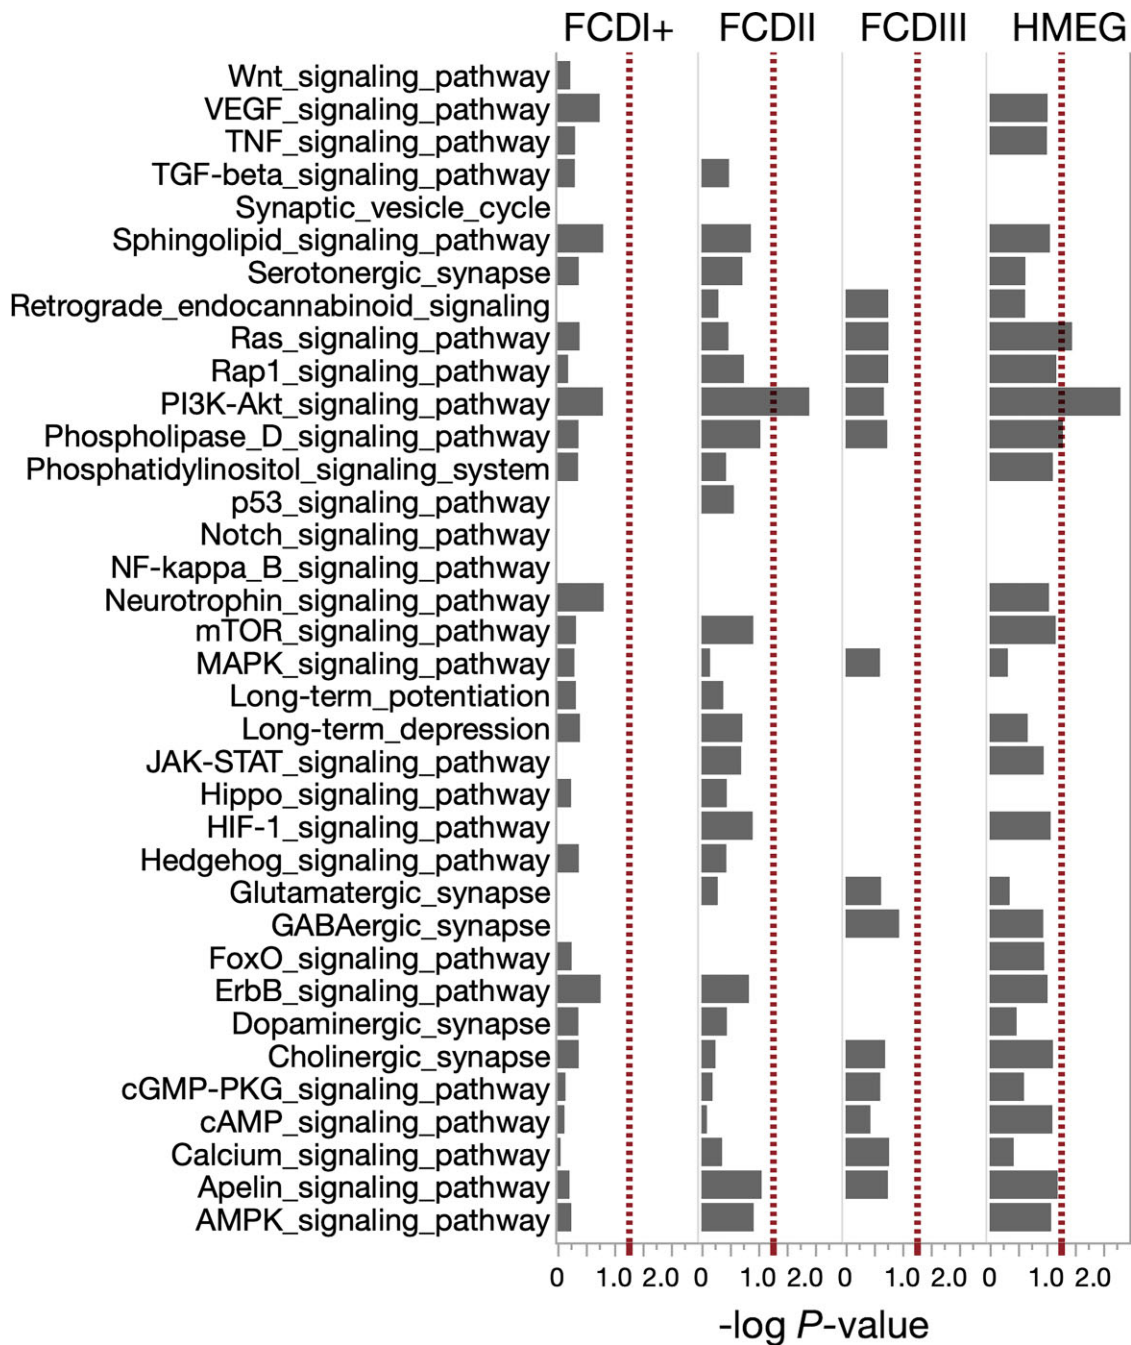 FCDI+ FCDII FCDIII HMEG
Wnt_signaling_pathway
VEGF_signaling_pathway
TNF_signaling_pathway
TGF-beta_signaling_pathway
Synaptic_vesicle_cycle
Sphingolipid_signaling_pathway
Serotonergic_synapse
Retrograde_endocannabinoid_signaling
Ras_signaling_pathway
Rap1_signaling_pathway
PI3K-Akt_signaling_pathway
Phospholipase_D_signaling_pathway
Phosphatidylinositol_signaling_system
p53_signaling_pathway
Notch_signaling_pathway
NF-kappa_B_signaling_pathway
Neurotrophin_signaling_pathway
mTOR_signaling_pathway
MAPK_signaling_pathway
Long-term_potentiation
Long-term_depression
JAK-STAT_signaling_pathway
Hippo_signaling_pathway
HIF-1_signaling_pathway
Hedgehog_signaling_pathway
Glutamatergic_synapse
GABAergic_synapse
FoxO_signaling_pathway
ErbB_signaling_pathway
Dopaminergic_synapse
Cholinergic_synapse
cGMP-PKG_signaling_pathway
cAMP_signaling_pathway
Calcium_signaling_pathway
Apelin_signaling_pathway
AMPK_signaling_pathway
0 1.0 2.0 0 1.0 2.0 0 1.0 2.0 0 1.0 2.0
-log P-value